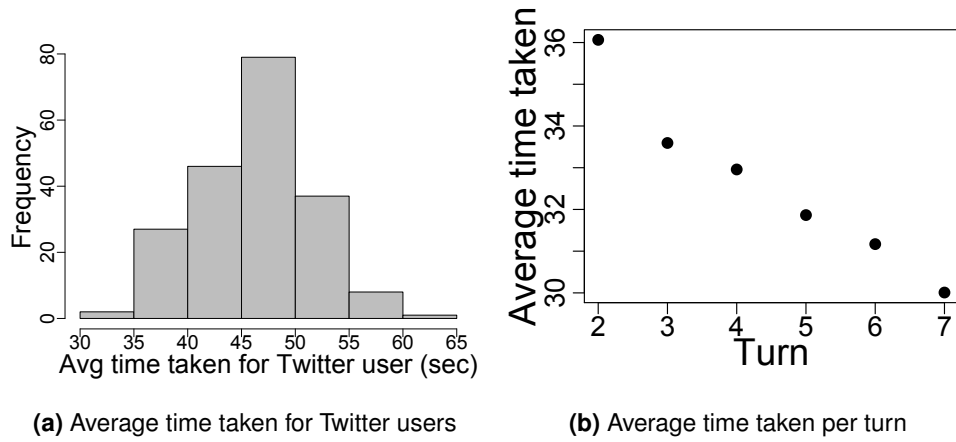 Frequency
0 20 40 60 80
30 35 40 45 50 55 60 65
Avg time taken for Twitter user (sec)
(a) Average time taken for Twitter users
Average time taken
30 32 34 36
2 3 4 5 6 7
Turn
(b) Average time taken per turn